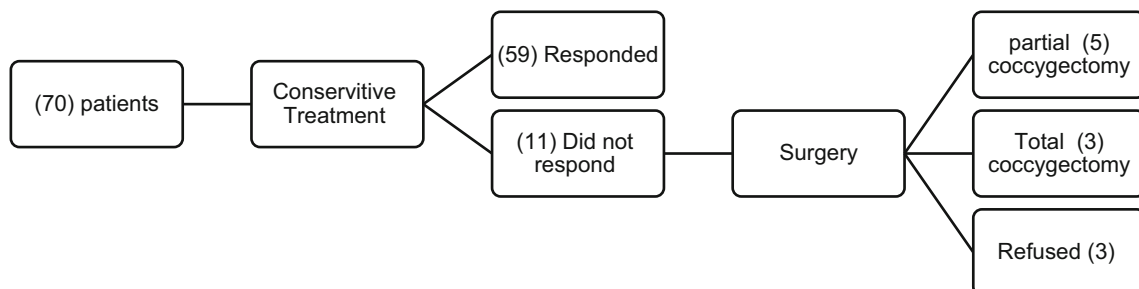 (70) patients
Conservitive
Treatment
(59) Responded
(11) Did not
respond
Surgery
partial (5)
coccygectomy
Total (3)
coccygectomy
Refused (3)